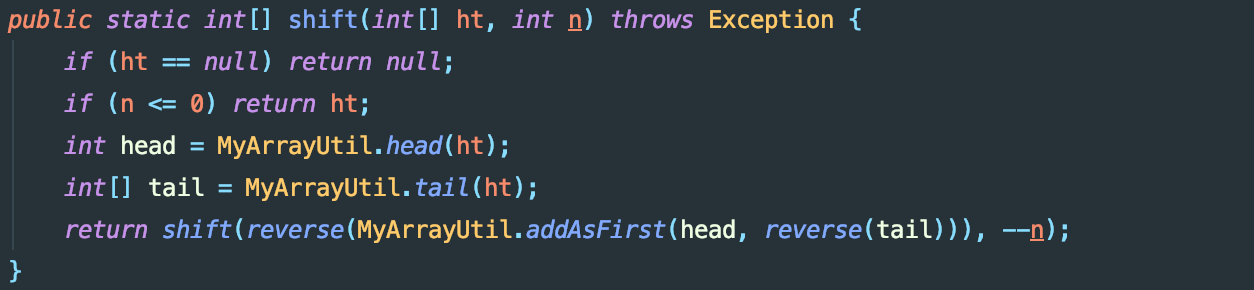 public static int[] shift(int[] ht, int n) throws Exception {
    if (ht == null) return null;
    if (n <= 0) return ht;
    int head = MyArrayUtil.head(ht);
    int[] tail = MyArrayUtil.tail(ht);
    return shift(reverse(MyArrayUtil.addAsFirst(head, reverse(tail))), --n);
}